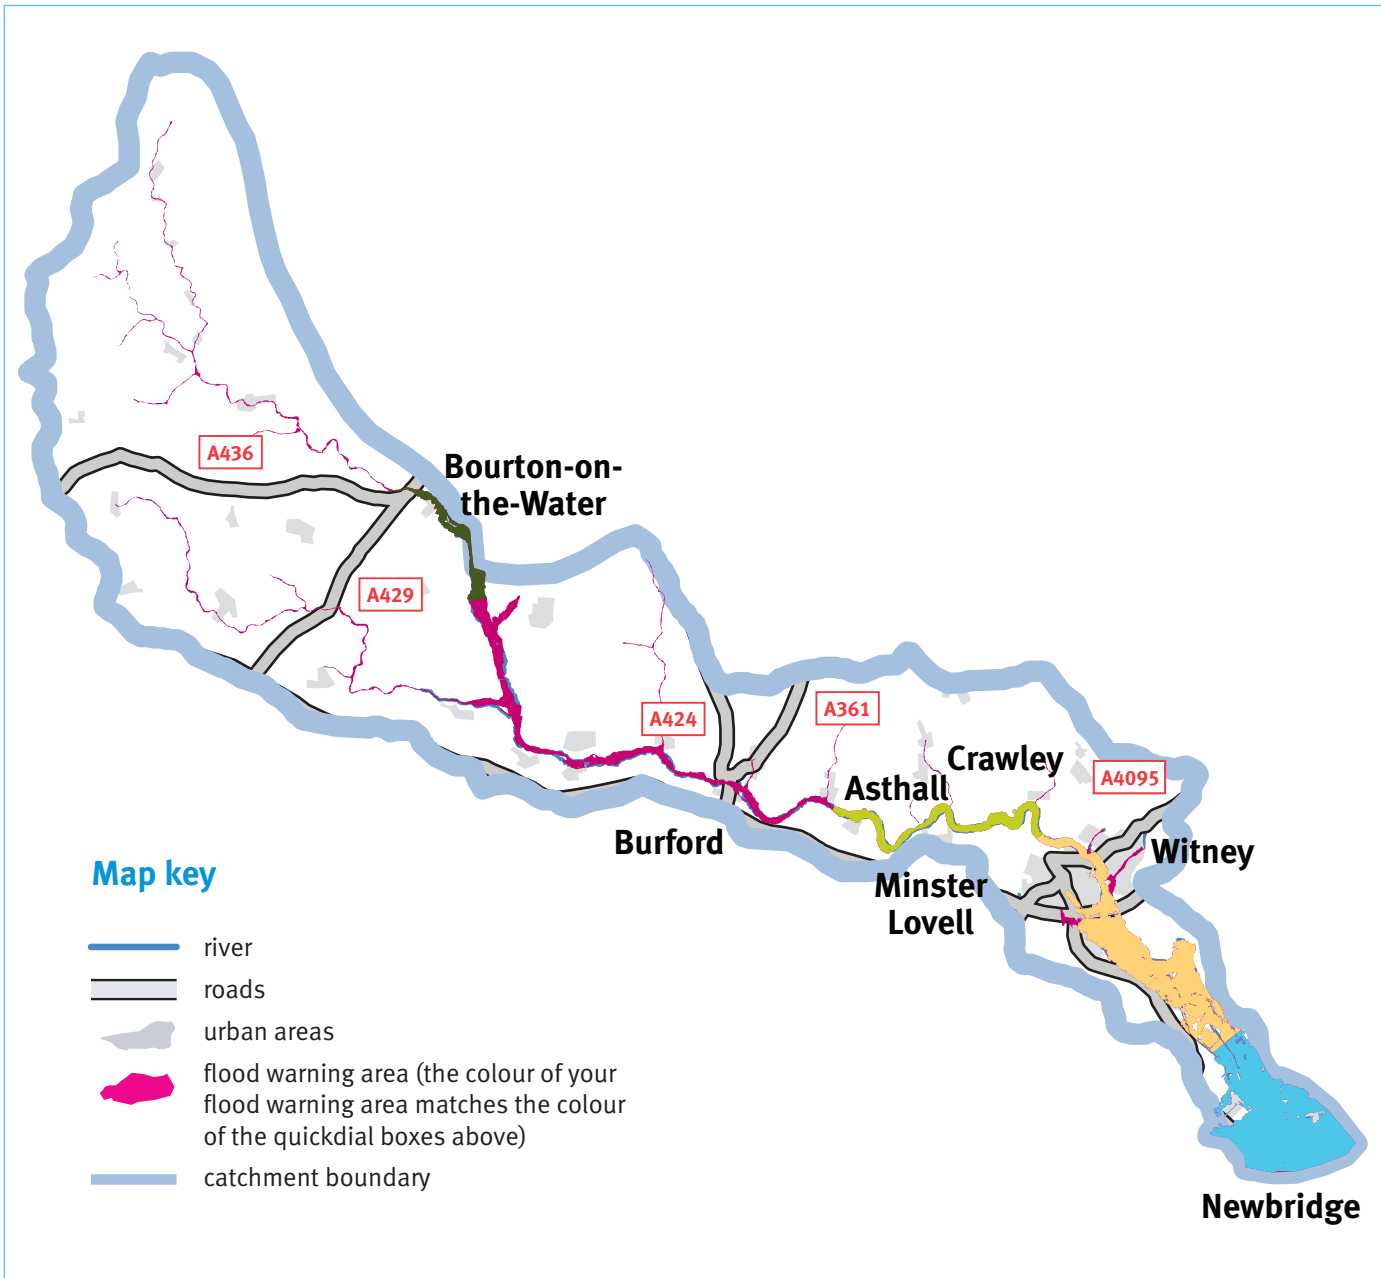 A436
Bourton-on-
the-Water
A429
A424
A361
Crawley
Asthall
A4095
Burford
Witney
Minster
Lovell
Map key
river
roads
urban areas
flood warning area (the colour of your
flood warning area matches the colour
of the quickdial boxes above)
catchment boundary
Newbridge